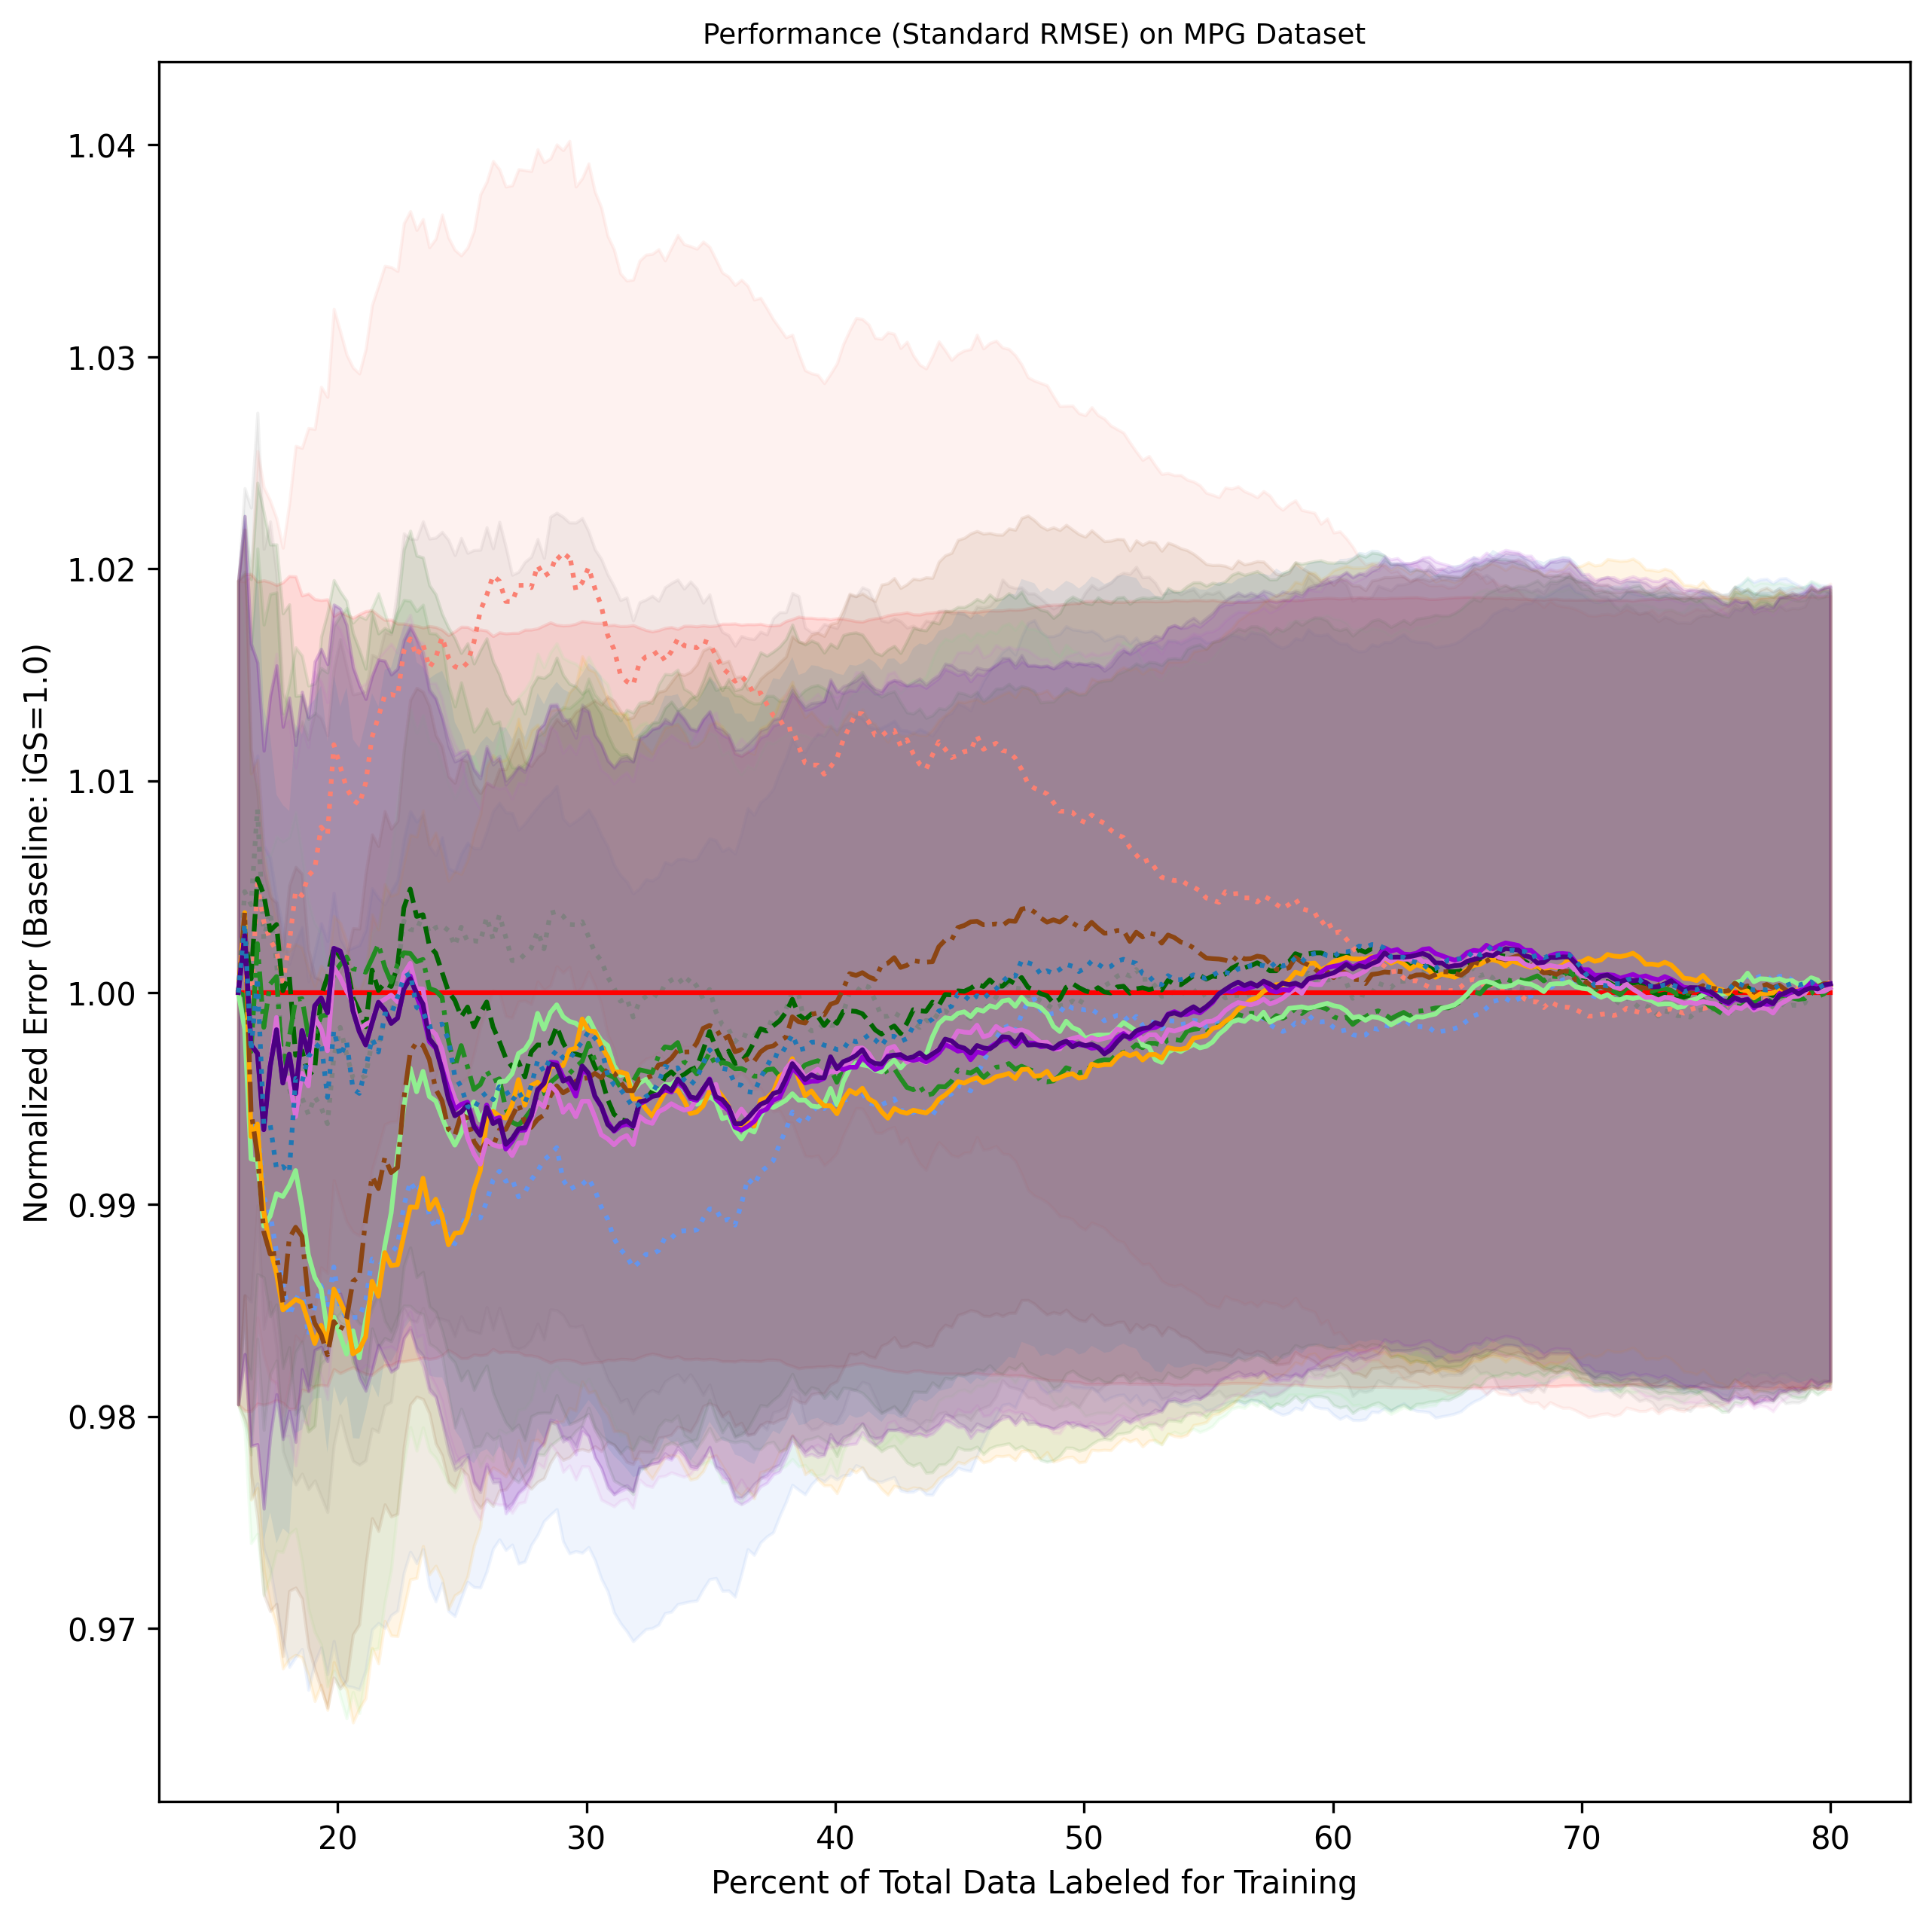 Performance (Standard RMSE) on MPG Dataset
Normalized Error (Baseline: iGS=1.0)
1.04
1.03
1.02
1.01
1.00
0.99
0.98
0.97
20 30 40 50 60 70 80
Percent of Total Data Labeled for Training